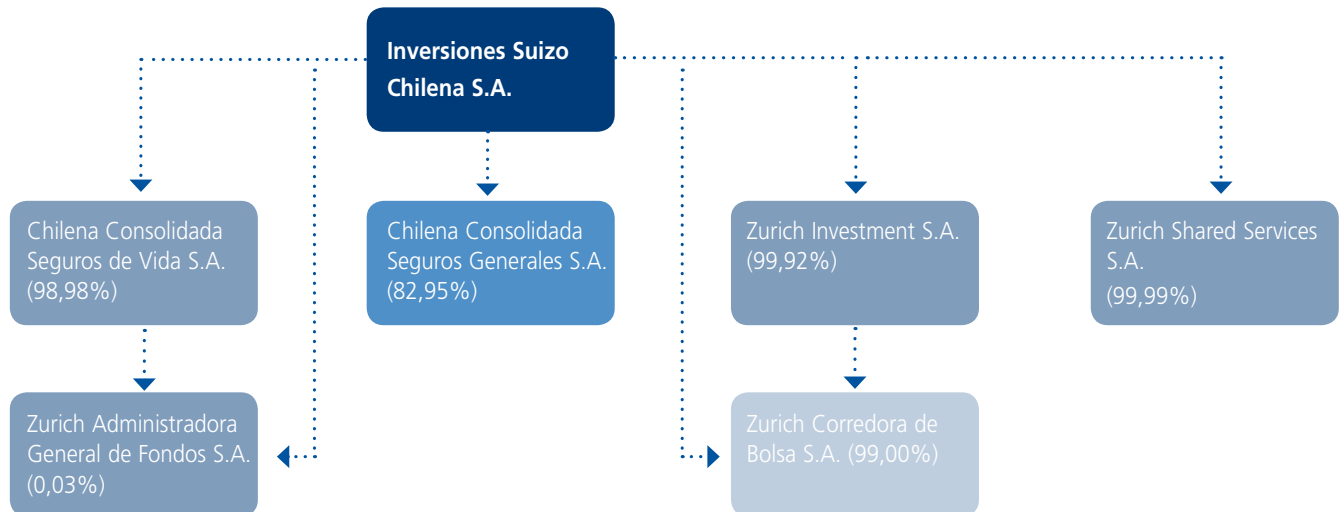 Inversiones Suizo
Chilena S.A.
Chilena Consolidada
Seguros de Vida S.A.
(98,98%)
Chilena Consolidada
Seguros Generales S.A.
(82,95%)
Zurich Investment S.A.
(99,92%)
Zurich Shared Services
S.A.
(99,99%)
Zurich Administradora
General de Fondos S.A.
(0,03%)
Zurich Corredora de
Bolsa S.A. (99,00%)